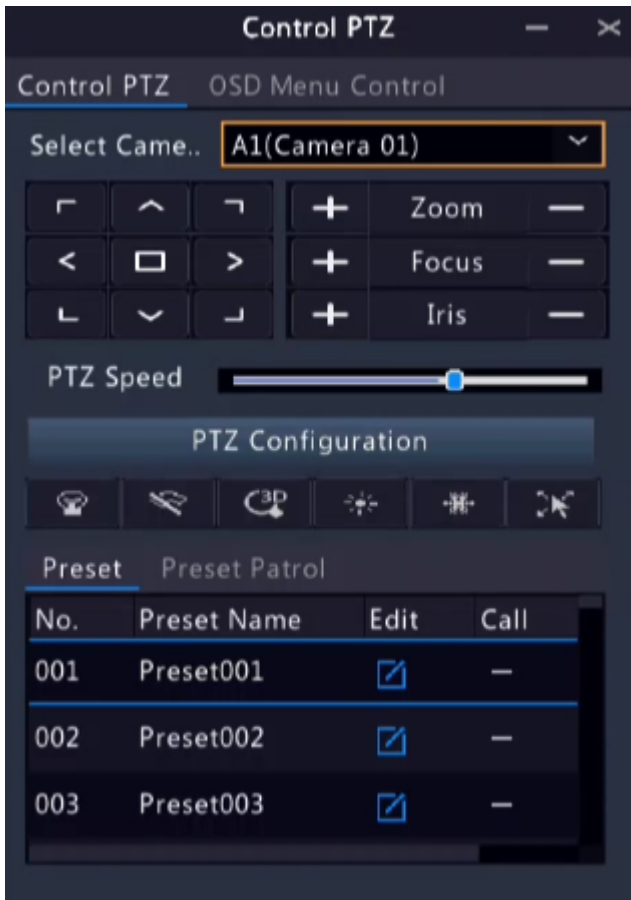 Control PTZ
Control PTZ OSD Menu Control
Select Came.. A1(Camera 01)
Zoom
Focus
Iris
PTZ Speed
PTZ Configuration
3D
Preset Preset Patrol
No. Preset Name Edit Call
001 Preset001
002 Preset002
003 Preset003